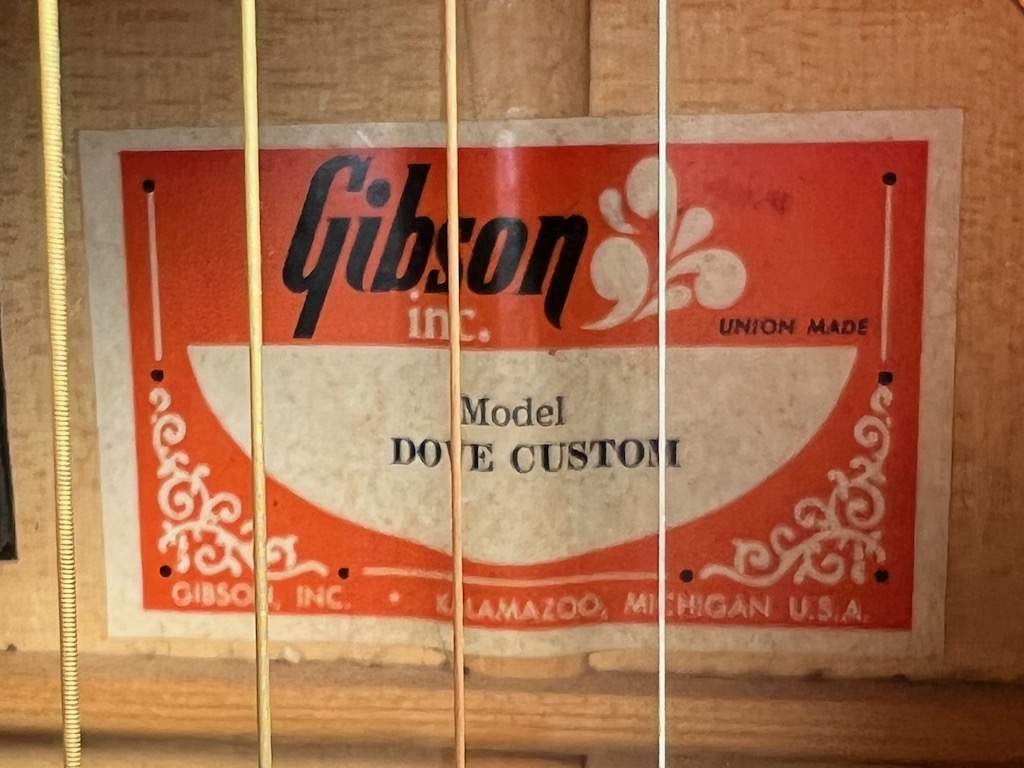 Gibson
inc.
UNION MADE
Model
DOVE CUSTOM
GIBSON, INC. • KALAMAZOO, MICHIGAN U.S.A.